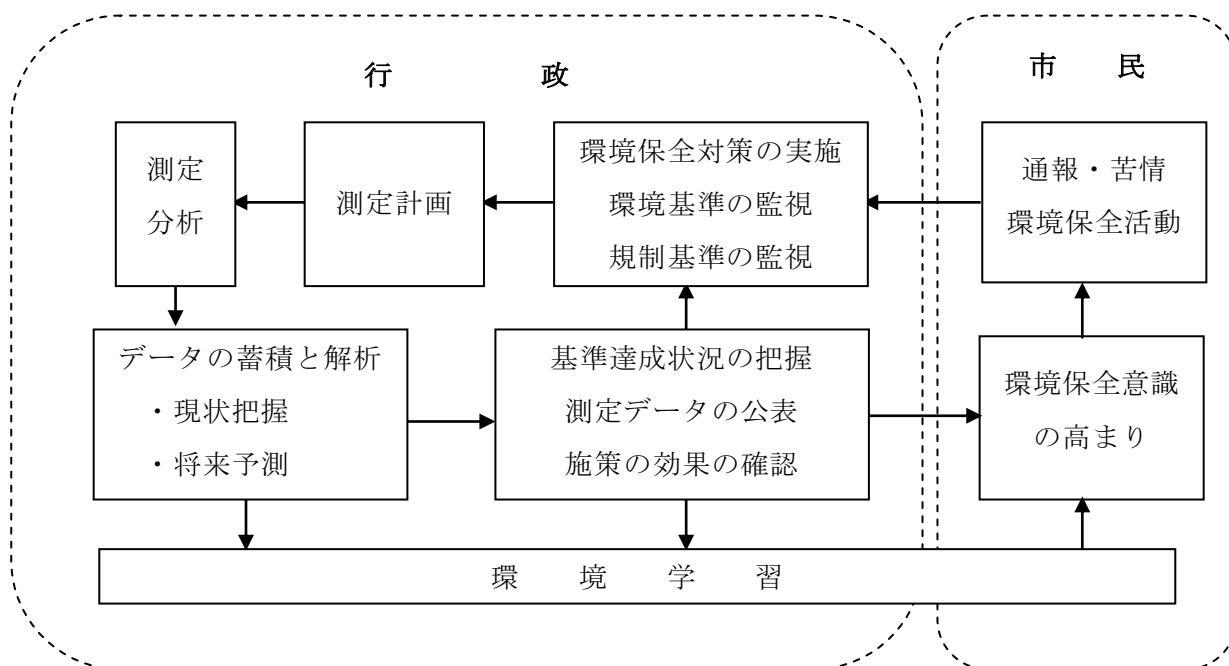 行政
市民
測定
分析
測定計画
環境保全対策の実施
環境基準の監視
規制基準の監視
通報・苦情
環境保全活動
データの蓄積と解析
・現状把握
・将来予測
基準達成状況の把握
測定データの公表
施策の効果の確認
環境保全意識
の高まり
環境学習